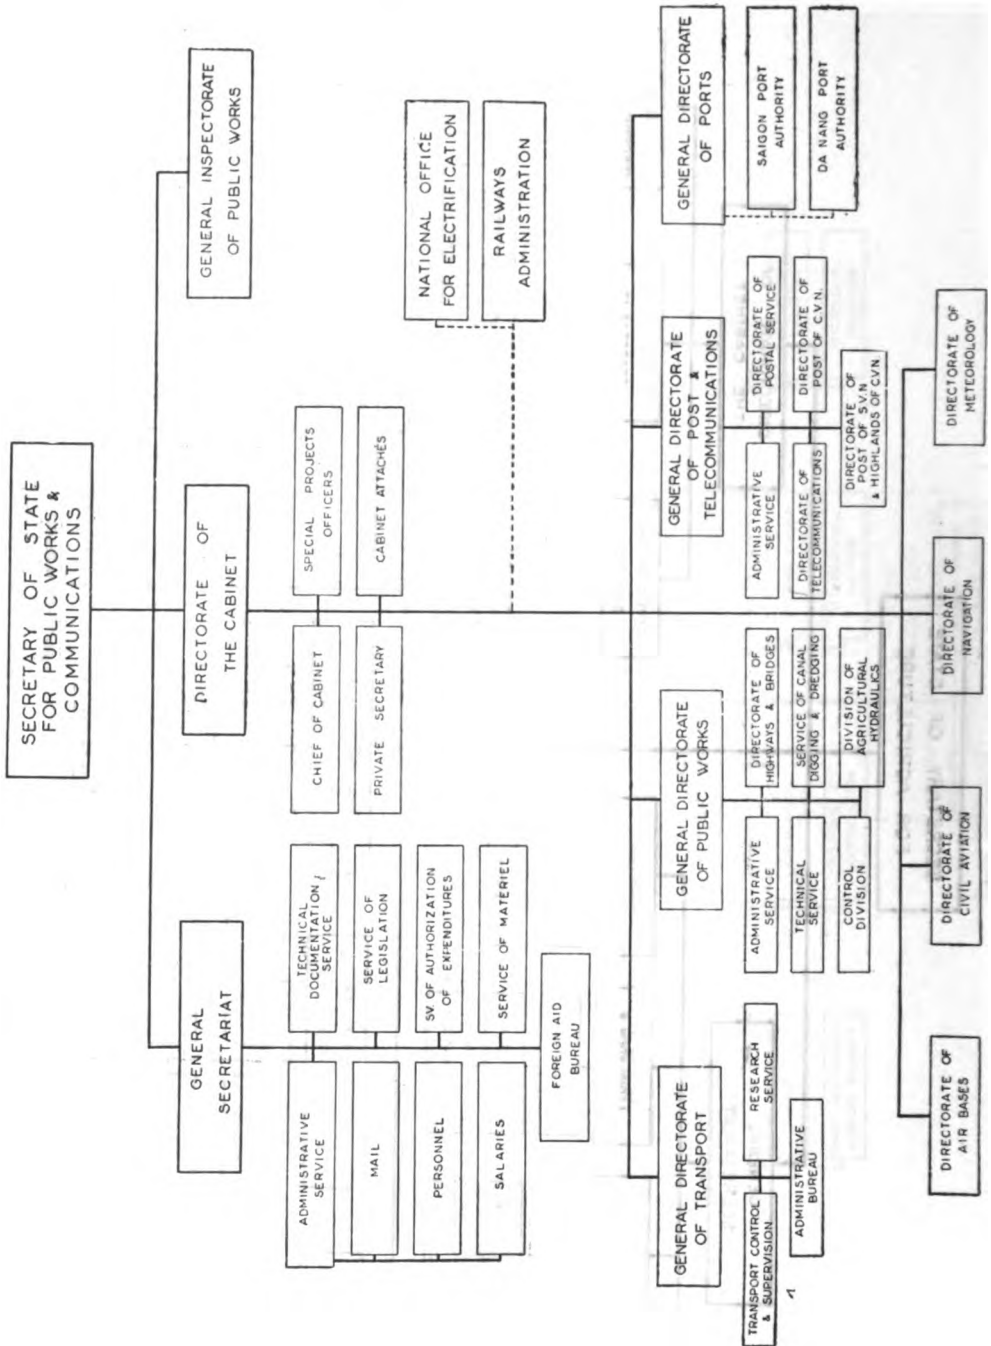 SECRETARY OF STATE
FOR PUBLIC WORKS &
COMMUNICATIONS
GENERAL
SECRETARIAT
DIRECTORATE OF
THE CABINET
GENERAL INSPECTORATE
OF PUBLIC WORKS
ADMINISTRATIVE
SERVICE
MAIL
PERSONNEL
SALARIES
TECHNICAL
DOCUMENTATION
SERVICE
SERVICE OF
LEGISLATION
SV. OF AUTHORIZATION
OF EXPENDITURES
SERVICE OF MATERIEL
FOREIGN AID
BUREAU
CHIEF OF CABINET
PRIVATE SECRETARY
SPECIAL PROJECTS
OFFICERS
CABINET ATTACHÉS
NATIONAL OFFICE
FOR ELECTRIFICATION
RAILWAYS
ADMINISTRATION
GENERAL DIRECTORATE
OF TRANSPORT
TRANSPORT CONTROL
& SUPERVISION
RESEARCH
SERVICE
ADMINISTRATIVE
BUREAU
GENERAL DIRECTORATE
OF PUBLIC WORKS
ADMINISTRATIVE
SERVICE
TECHNICAL
SERVICE
CONTROL
DIVISION
DIRECTORATE OF
HIGHWAYS & BRIDGES
SERVICE OF CANAL
DIGGING & DREDGING
DIVISION OF
AGRICULTURAL
HYDRAULICS
GENERAL DIRECTORATE
OF POST &
TELECOMMUNICATIONS
ADMINISTRATIVE
SERVICE
DIRECTORATE OF
TELECOMMUNICATIONS
DIRECTORATE OF
POSTAL SERVICE
DIRECTORATE OF
POST OF C.V.N.
DIRECTORATE OF
POST OF S.V.N
& HIGHLANDS OF C.V.N.
GENERAL DIRECTORATE
OF PORTS
SAIGON PORT
AUTHORITY
DA NANG PORT
AUTHORITY
DIRECTORATE OF
AIR BASES
DIRECTORATE OF
CIVIL AVIATION
DIRECTORATE OF
NAVIGATION
DIRECTORATE OF
METEOROLOGY